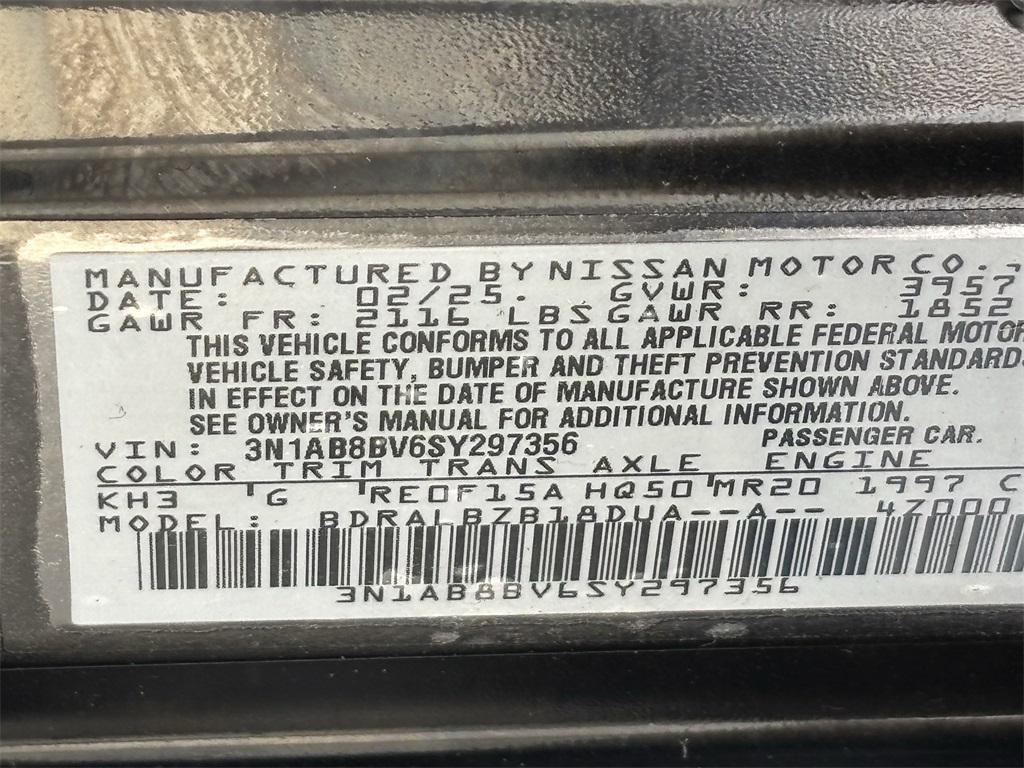 MANUFACTURED BY NISSAN MOTOR CO.,
DATE: 02/25. GVWR: 3957
GAWR FR: 2116 LBS GAWR RR: 1852
THIS VEHICLE CONFORMS TO ALL APPLICABLE FEDERAL MOTOR
VEHICLE SAFETY, BUMPER AND THEFT PREVENTION STANDARDS
IN EFFECT ON THE DATE OF MANUFACTURE SHOWN ABOVE.
SEE OWNER'S MANUAL FOR ADDITIONAL INFORMATION.
VIN: 3N1AB8BV6SY297356 PASSENGER CAR.
COLOR TRIM TRANS AXLE ENGINE
KH3 'G 'RE0F15A HQ50 'MR20 1997 C
MODEL: BDRALBZB18DUA--A-- 47000
3N1AB8BV6SY297356